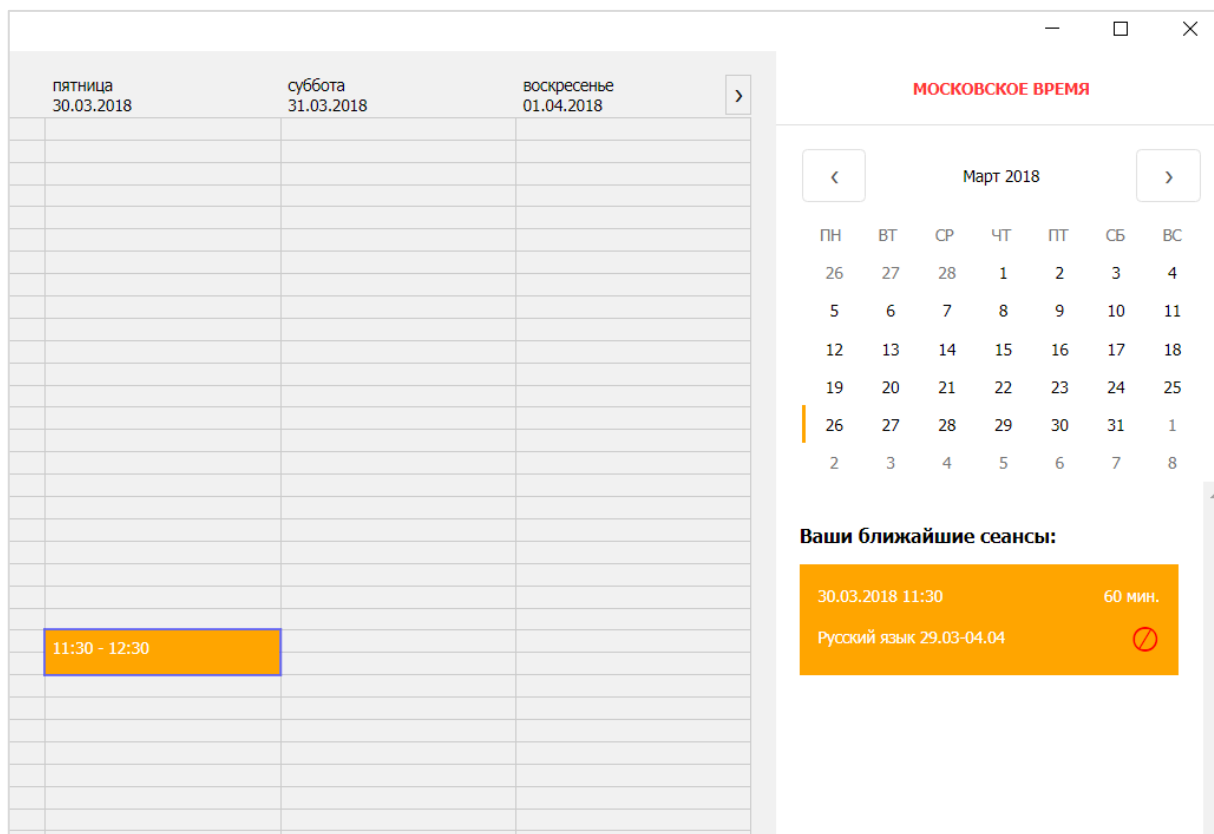 пятница
30.03.2018
суббота
31.03.2018
воскресенье
01.04.2018
МОСКОВСКОЕ ВРЕМЯ
Март 2018
ПН ВТ СР ЧТ ПТ СБ ВС
26 27 28 1 2 3 4
5 6 7 8 9 10 11
12 13 14 15 16 17 18
19 20 21 22 23 24 25
26 27 28 29 30 31 1
2 3 4 5 6 7 8
Ваши ближайшие сеансы:
30.03.2018 11:30 60 мин.
Русский язык 29.03-04.04
11:30 - 12:30